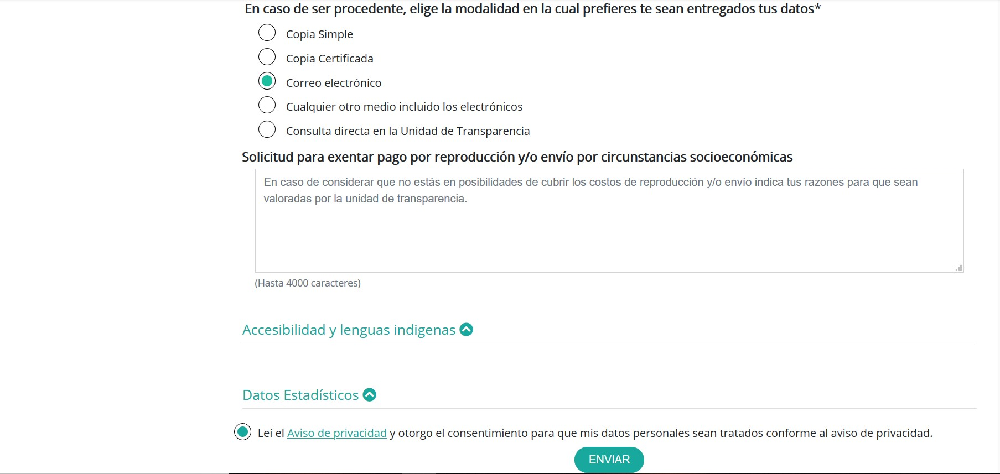 En caso de ser procedente, elige la modalidad en la cual prefieres te sean entregados tus datos*
Copia Simple
Copia Certificada
Correo electrónico
Cualquier otro medio incluido los electrónicos
Consulta directa en la Unidad de Transparencia
Solicitud para exentar pago por reproducción y/o envío por circunstancias socioeconómicas
En caso de considerar que no estás en posibilidades de cubrir los costos de reproducción y/o envío indica tus razones para que sean
valoradas por la unidad de transparencia.
(Hasta 4000 caracteres)
Accesibilidad y lenguas indigenas
Datos Estadísticos
Leí el Aviso de privacidad y otorgo el consentimiento para que mis datos personales sean tratados conforme al aviso de privacidad.
ENVIAR